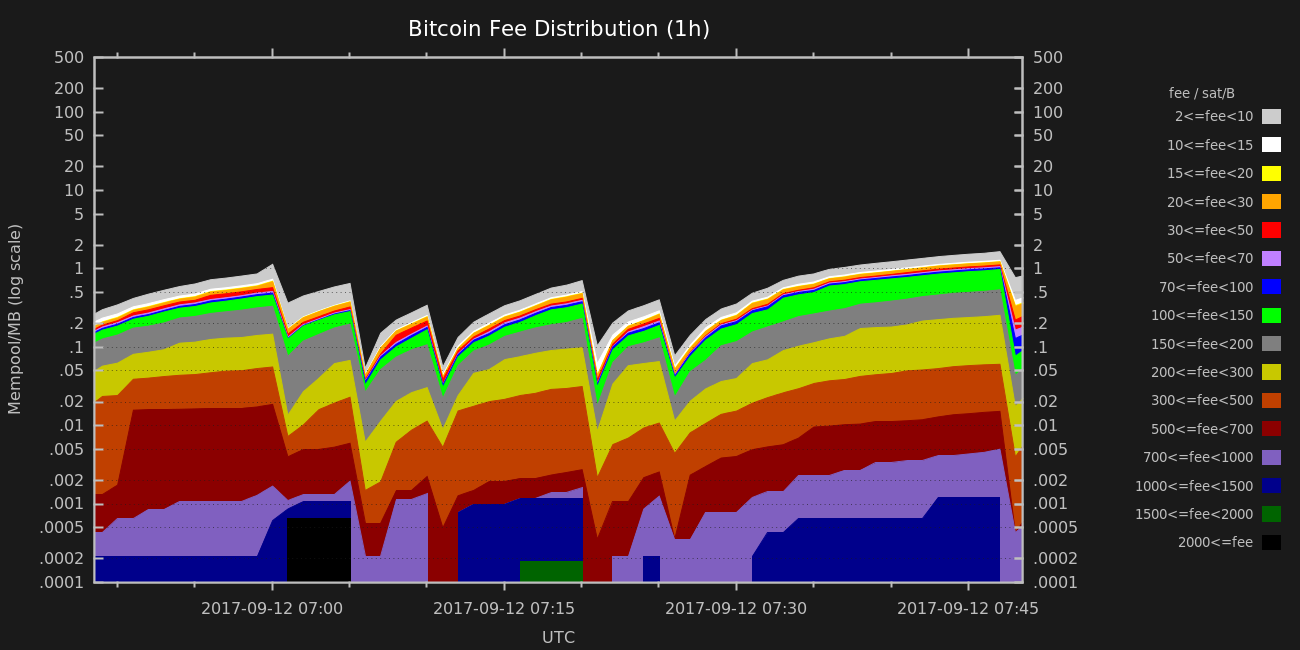 Bitcoin Fee Distribution (1h)
500 500
200 200
100 100
50 50
20 20
10 10
5 5
2 2
1 1
.5 .5
.2 .2
.1 .1
.05 .05
.02 .02
.01 .01
.005 .005
.002 .002
.001 .001
.0005 .0005
.0002 .0002
.0001 .0001
Mempool/MB (log scale)
2017-09-12 07:00 2017-09-12 07:15 2017-09-12 07:30 2017-09-12 07:45
UTC
fee / sat/B
2<=fee<10
10<=fee<15
15<=fee<20
20<=fee<30
30<=fee<50
50<=fee<70
70<=fee<100
100<=fee<150
150<=fee<200
200<=fee<300
300<=fee<500
500<=fee<700
700<=fee<1000
1000<=fee<1500
1500<=fee<2000
2000<=fee